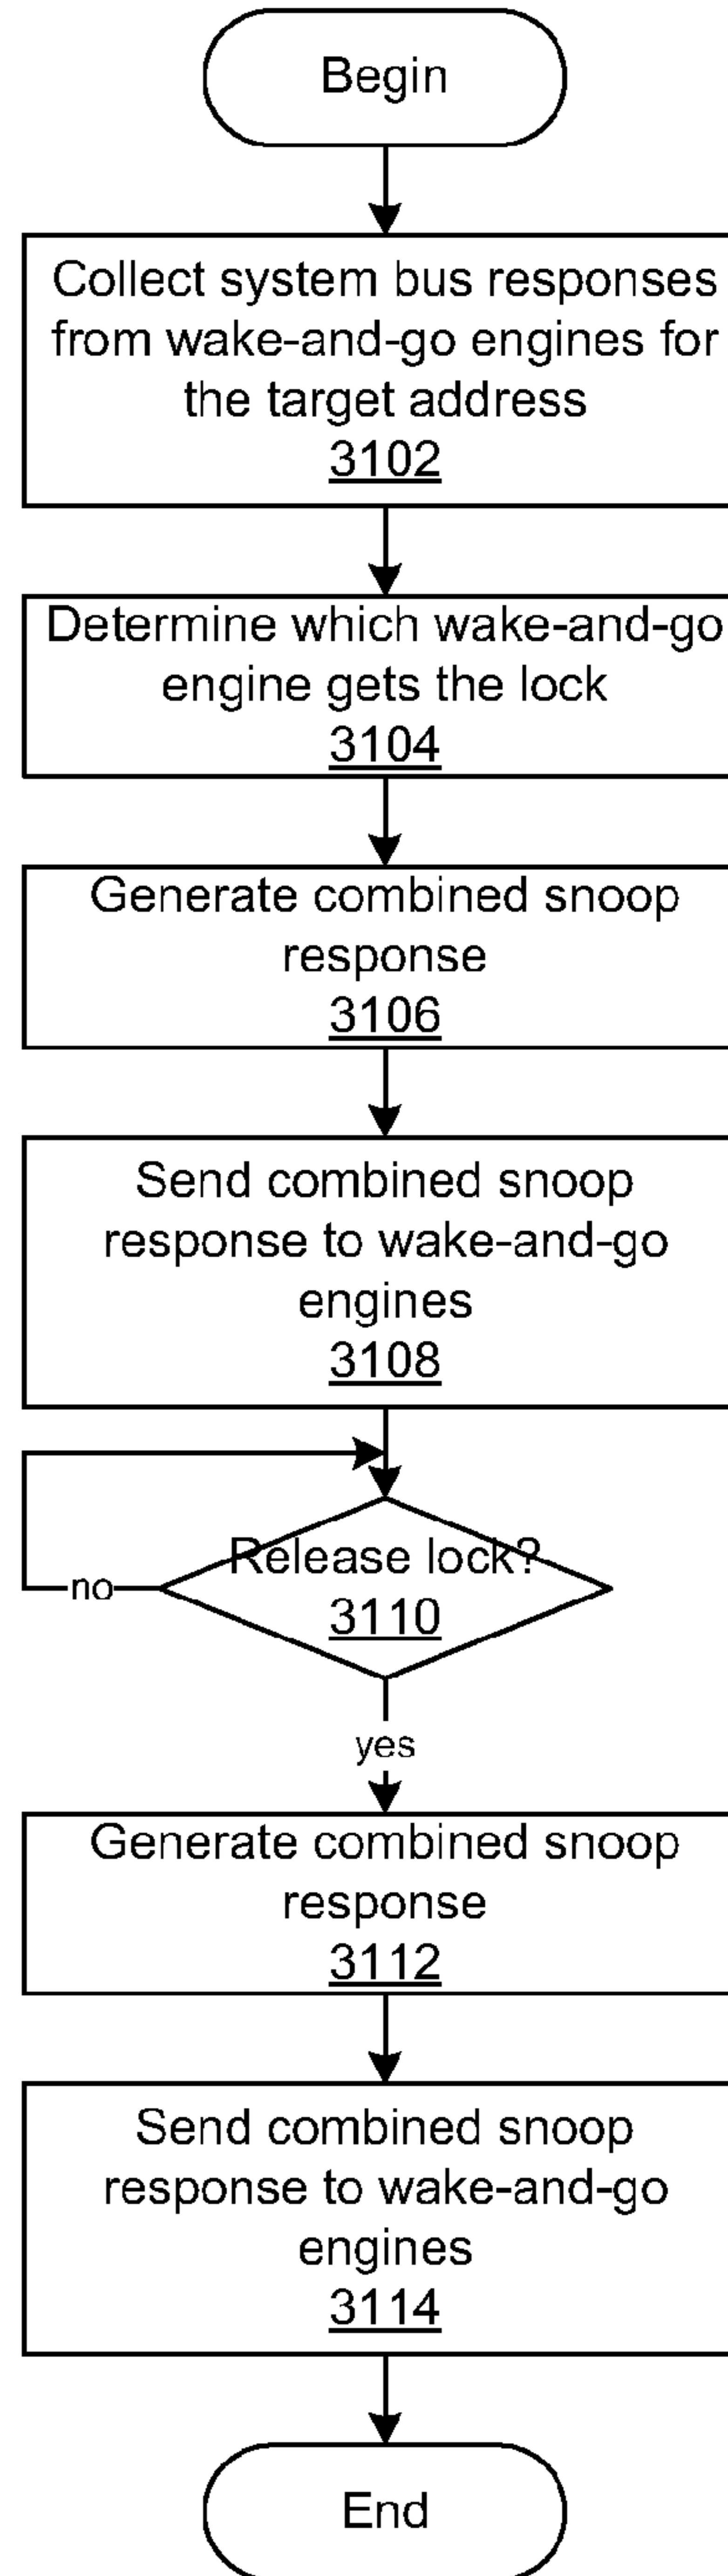 Begin
Collect system bus responses
from wake-and-go engines for
the target address
3102
Determine which wake-and-go
engine gets the lock
3104
Generate combined snoop
response
3106
Send combined snoop
response to wake-and-go
engines
3108
Release lock?
3110
no
yes
Generate combined snoop
response
3112
Send combined snoop
response to wake-and-go
engines
3114
End